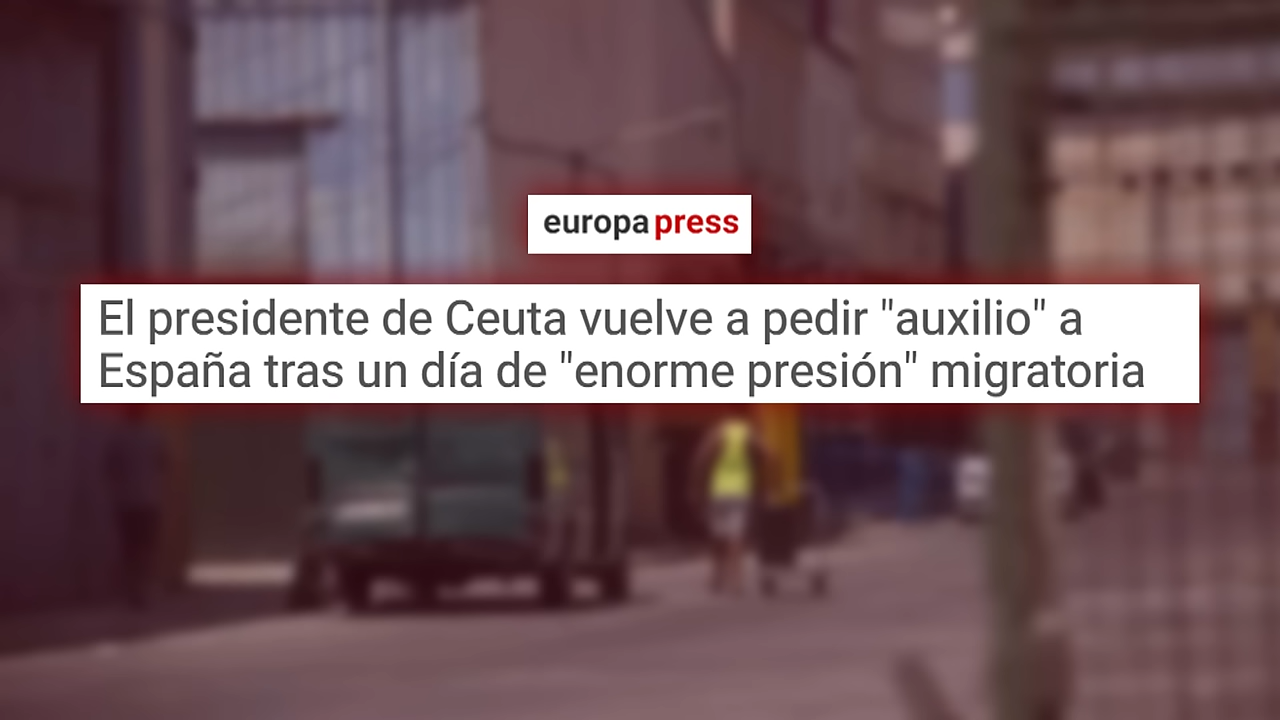 europa press
El presidente de Ceuta vuelve a pedir "auxilio" a
España tras un día de "enorme presión" migratoria